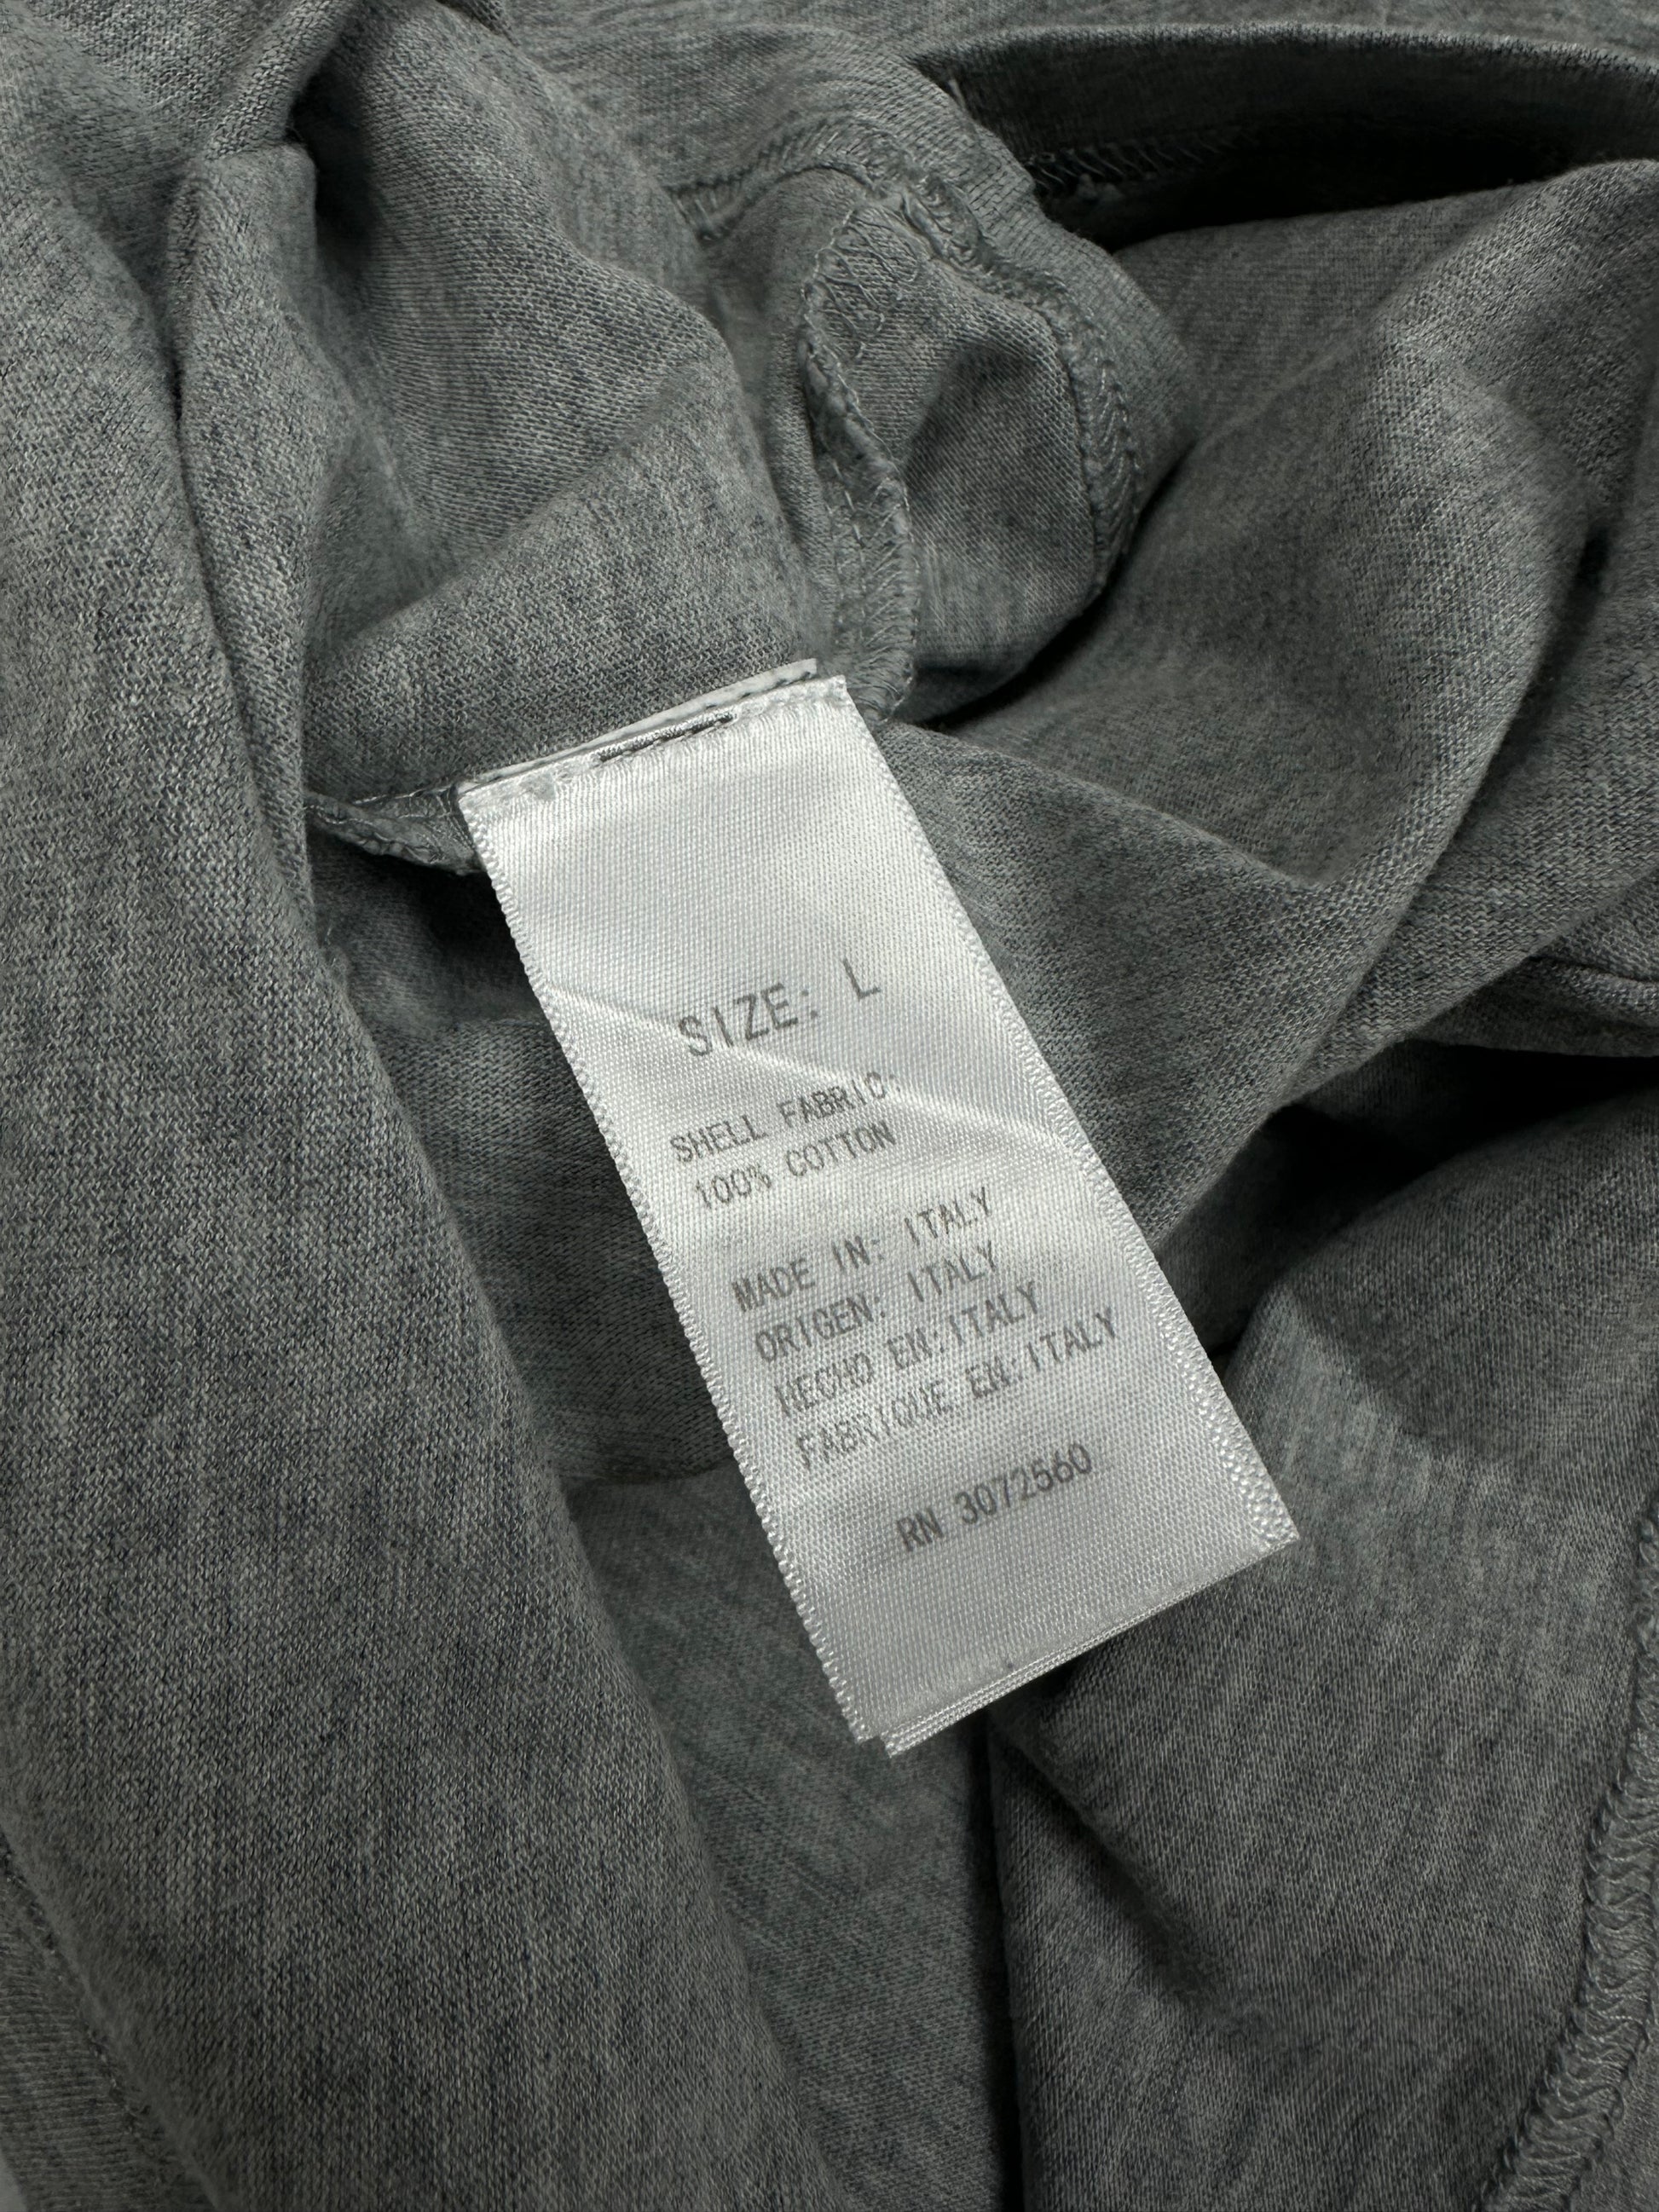 SIZE: L
SHELL FABRIC:
100% COTTON
MADE IN: ITALY
ORIGEN: ITALY
HECHO EN:ITALY
FABRIQUE EN:ITALY
RN 3072560